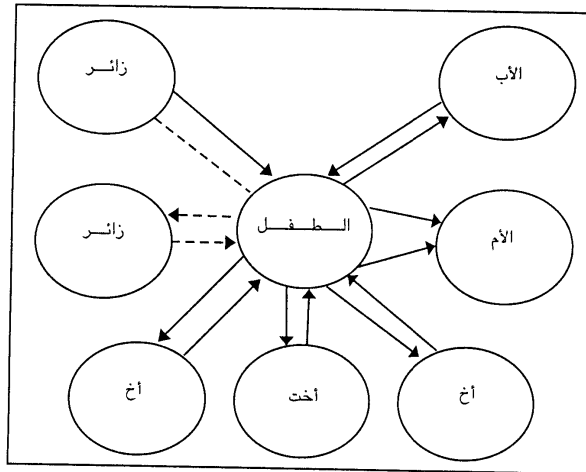 زائر
الأب
الطفل
زائر
الأم
أخ
أخت
أخ